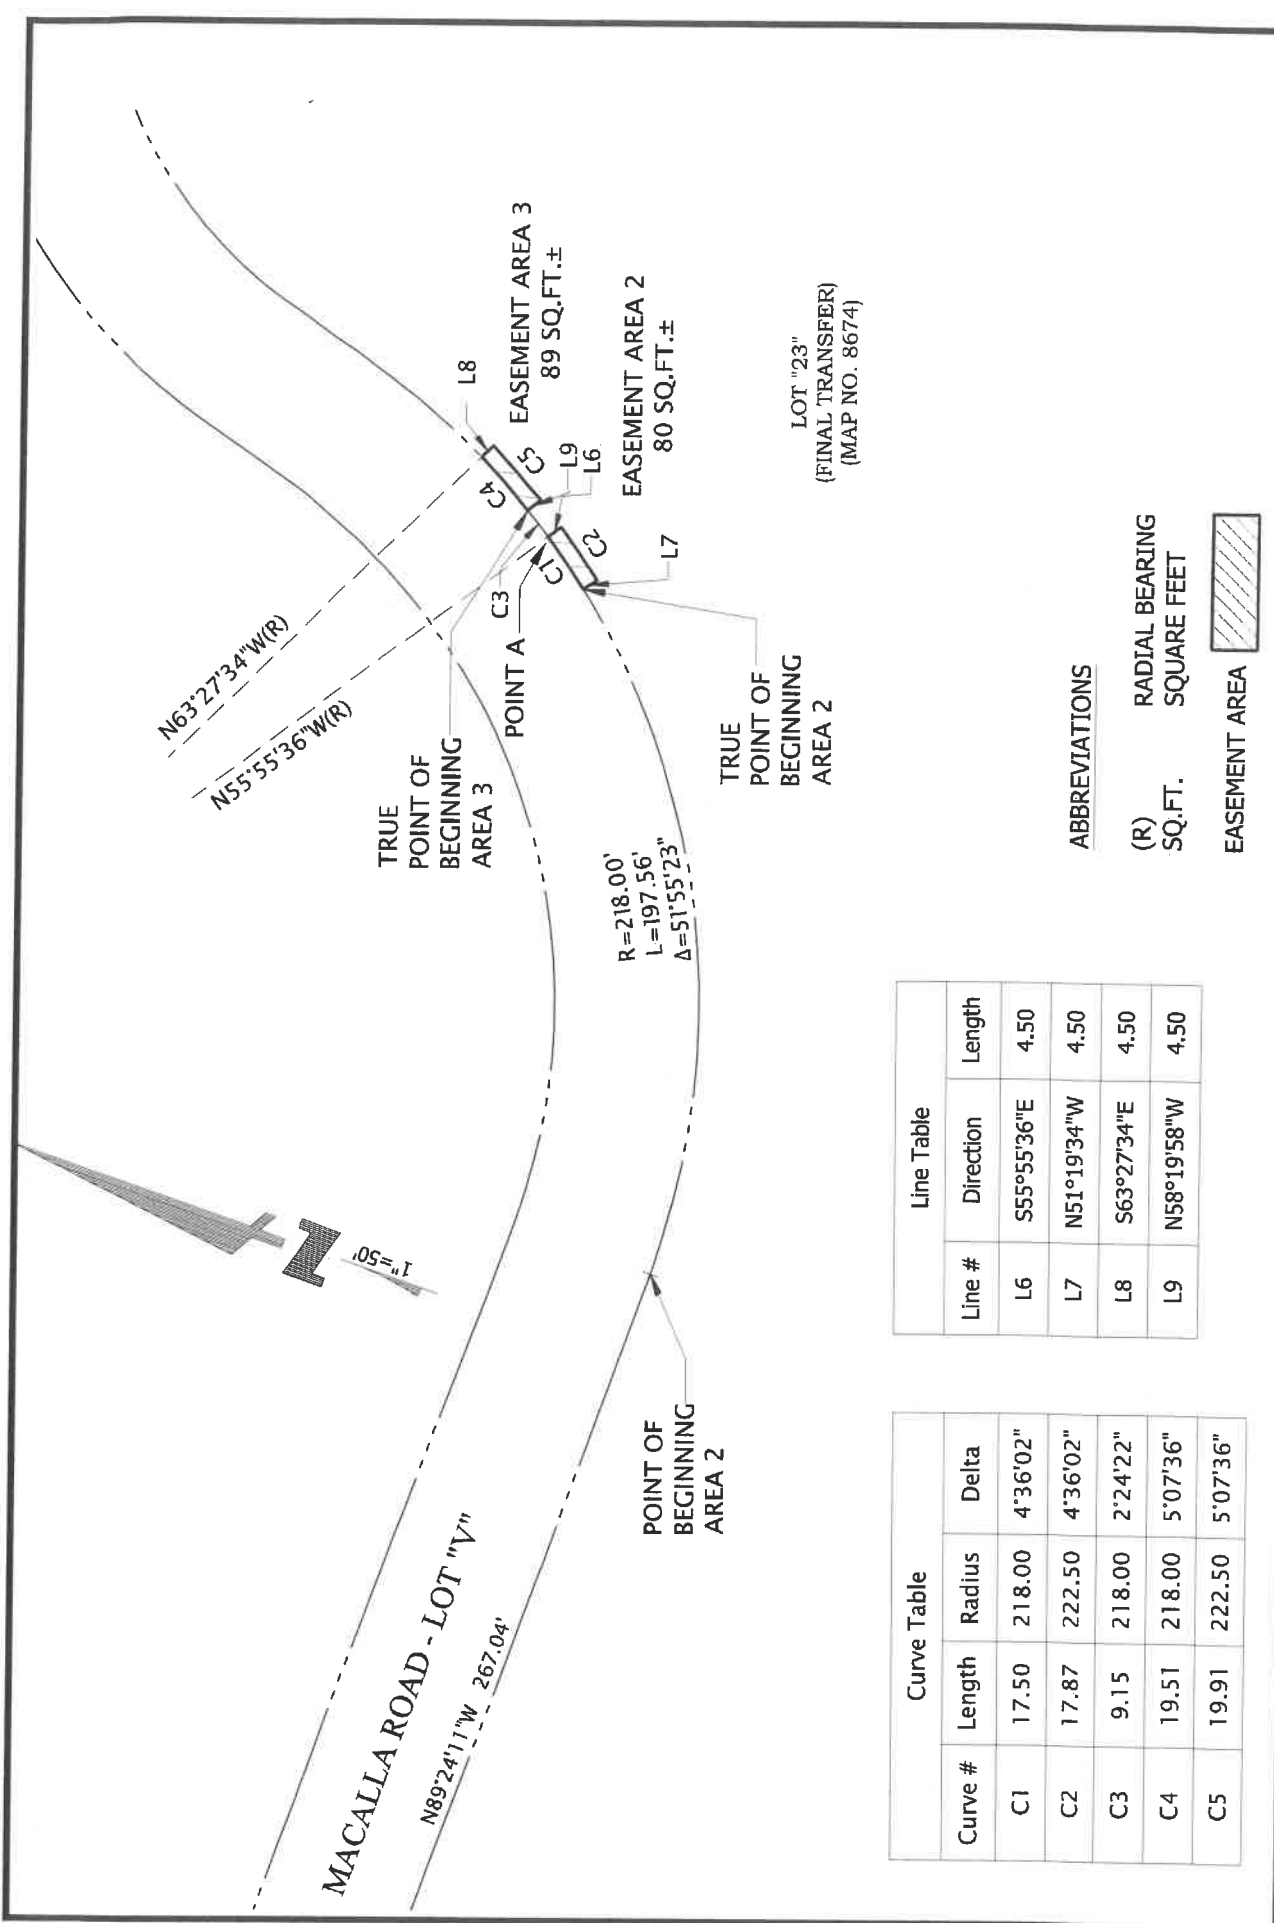 MACALLA ROAD - LOT "V"
N89°24'11"W 267.04'
1"=50'
POINT OF
BEGINNING
AREA 2
R=218.00'
L=197.56'
Δ=51°55'23"
TRUE
POINT OF
BEGINNING
AREA 3
N55°55'36"W(R)
N63°27'34"W(R)
POINT A
C3
TRUE
POINT OF
BEGINNING
AREA 2
C1
C2
C4
C5
L7
L6
L9
L8
EASEMENT AREA 3
89 SQ.FT.±
EASEMENT AREA 2
80 SQ.FT.±
LOT "23"
(FINAL TRANSFER)
(MAP NO. 8674)
Curve Table
Curve # Length Radius Delta
C1 17.50 218.00 4°36'02"
C2 17.87 222.50 4°36'02"
C3 9.15 218.00 2°24'22"
C4 19.51 218.00 5°07'36"
C5 19.91 222.50 5°07'36"
Line Table
Line # Direction Length
L6 S55°55'36"E 4.50
L7 N51°19'34"W 4.50
L8 S63°27'34"E 4.50
L9 N58°19'58"W 4.50
ABBREVIATIONS
(R) RADIAL BEARING
SQ.FT. SQUARE FEET
EASEMENT AREA